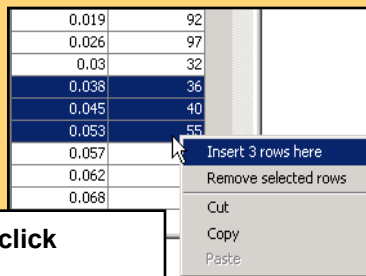 0.019 92
0.026 97
0.03 32
0.038 36
0.045 40
0.053 55
0.057
0.062
0.068
Insert 3 rows here
Remove selected rows
Cut
Copy
Paste
click